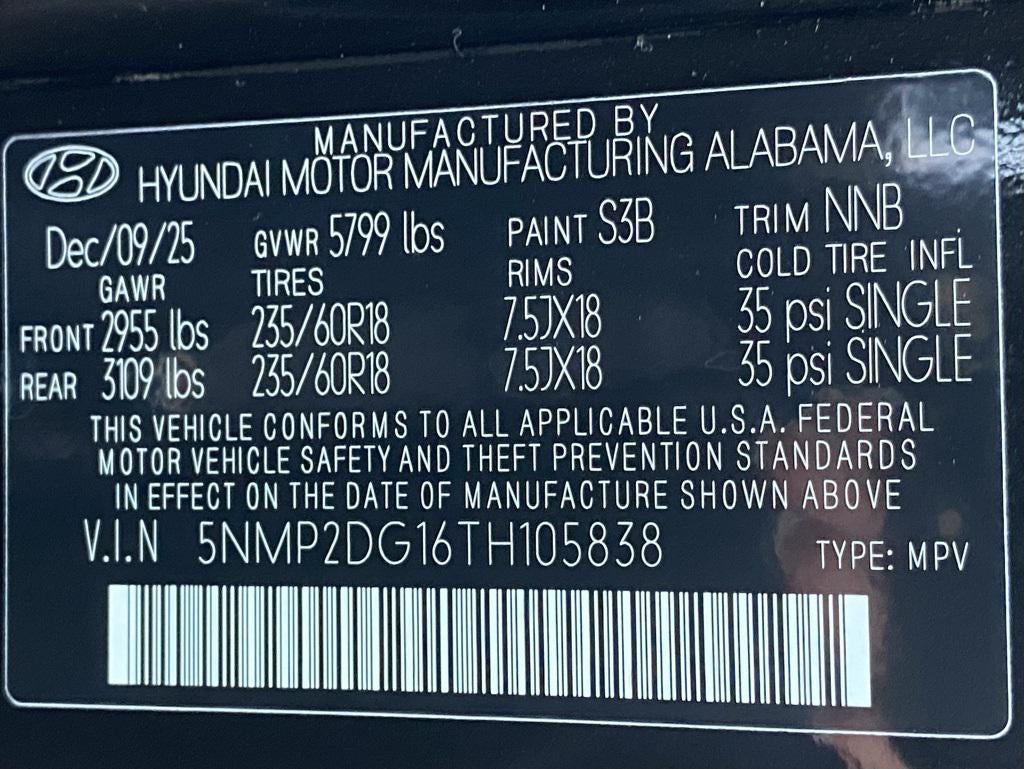 MANUFACTURED BY
HYUNDAI MOTOR MANUFACTURING ALABAMA, LLC
Dec/09/25 GVWR 5799 lbs PAINT S3B TRIM NNB
GAWR TIRES RIMS COLD TIRE INFL
FRONT 2955 lbs 235/60R18 7.5JX18 35 psi SINGLE
REAR 3109 lbs 235/60R18 7.5JX18 35 psi SINGLE
THIS VEHICLE CONFORMS TO ALL APPLICABLE U.S.A. FEDERAL
MOTOR VEHICLE SAFETY AND THEFT PREVENTION STANDARDS
IN EFFECT ON THE DATE OF MANUFACTURE SHOWN ABOVE
V.I.N 5NMP2DG16TH105838 TYPE: MPV